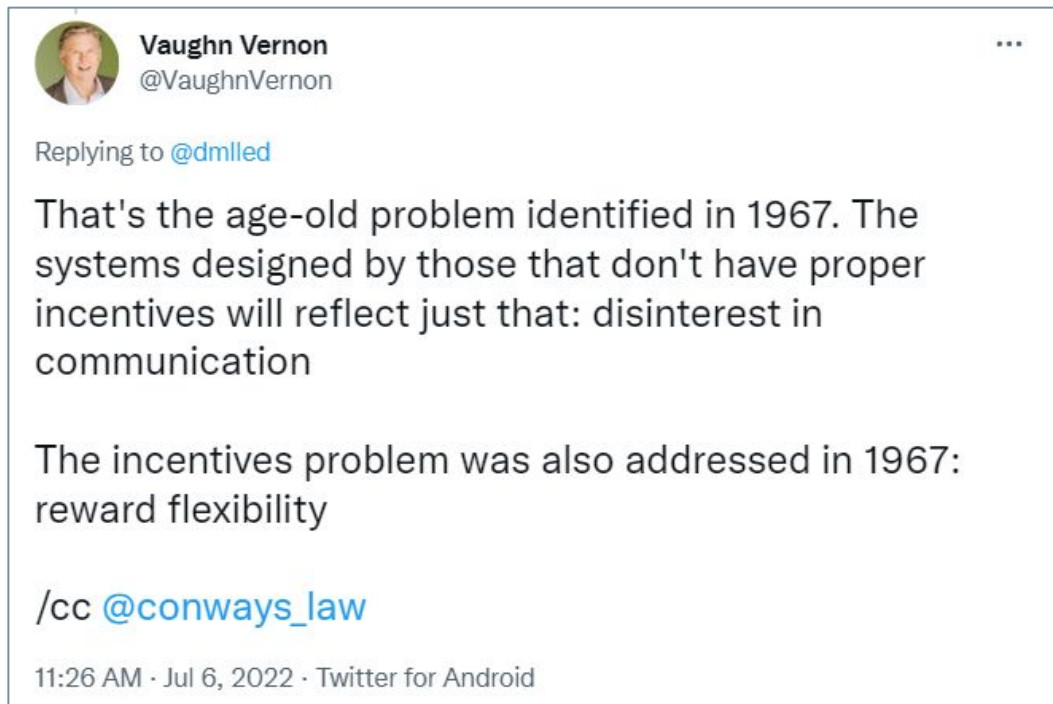 Vaughn Vernon
@VaughnVernon
Replying to @dmlled
That's the age-old problem identified in 1967. The
systems designed by those that don't have proper
incentives will reflect just that: disinterest in
communication
The incentives problem was also addressed in 1967:
reward flexibility
/cc @conways_law
11:26 AM · Jul 6, 2022 · Twitter for Android